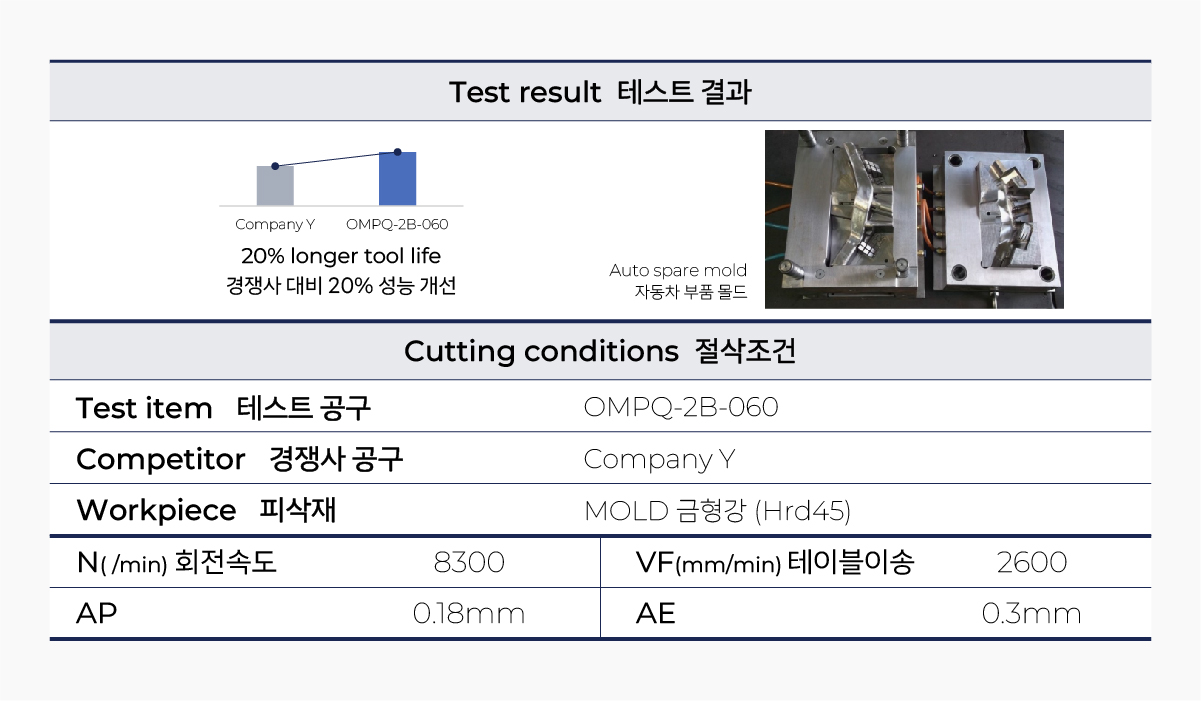 Test result 테스트 결과
Company Y
OMPQ-2B-060
20% longer tool life
경쟁사 대비 20% 성능 개선
Auto spare mold
자동차 부품 몰드
Cutting conditions 절삭조건
Test item 테스트 공구 OMPQ-2B-060
Competitor 경쟁사 공구 Company Y
Workpiece 피삭재 MOLD 금형강 (Hrd45)
N( /min) 회전속도 8300 VF(mm/min) 테이블이송 2600
AP 0.18mm AE 0.3mm